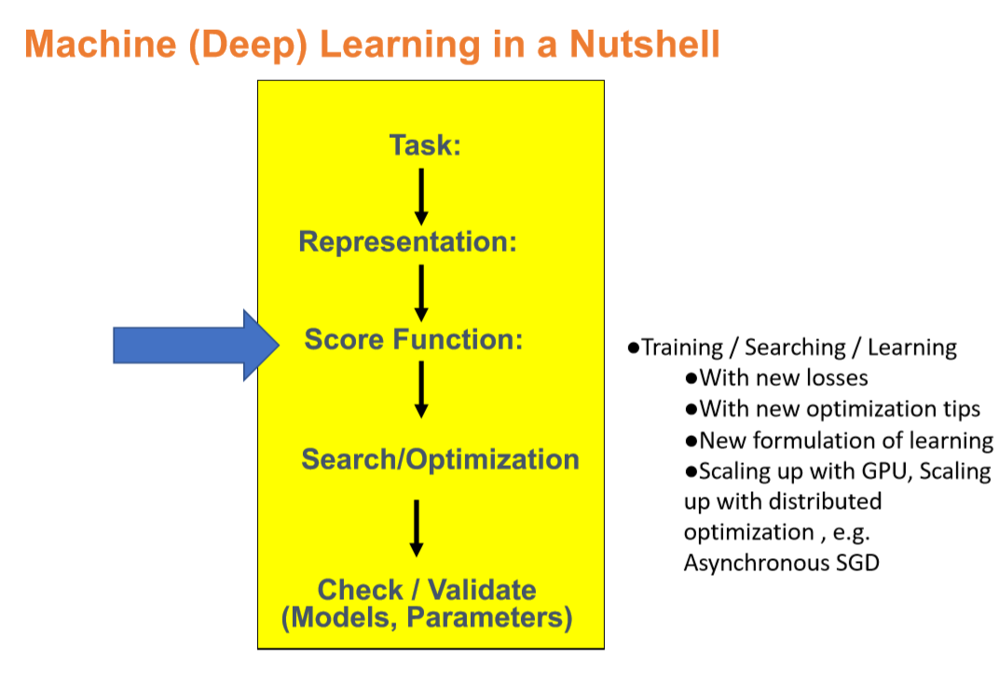 Machine (Deep) Learning in a Nutshell
Task:
Representation:
Score Function:
Search/Optimization
Check / Validate
(Models, Parameters)
●Training / Searching / Learning
●With new losses
●With new optimization tips
●New formulation of learning
●Scaling up with GPU, Scaling
up with distributed
optimization , e.g.
Asynchronous SGD